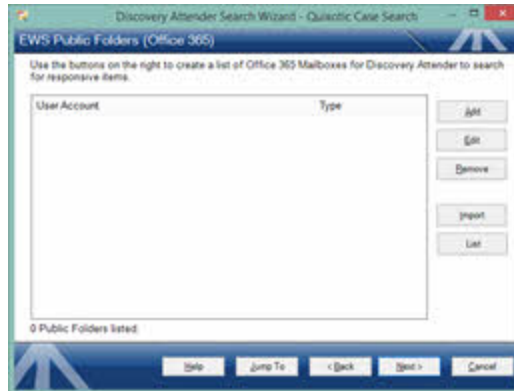 Discovery Attender Search Wizard - Quixotic Case Search
EWS Public Folders (Office 365)
Use the buttons on the right to create a list of Office 365 Mailboxes for Discovery Attender to search
for responsive items.
User Account Type
Add
Edit
Remove
Import
List
0 Public Folders listed.
Help Jump To < Back Next > Cancel